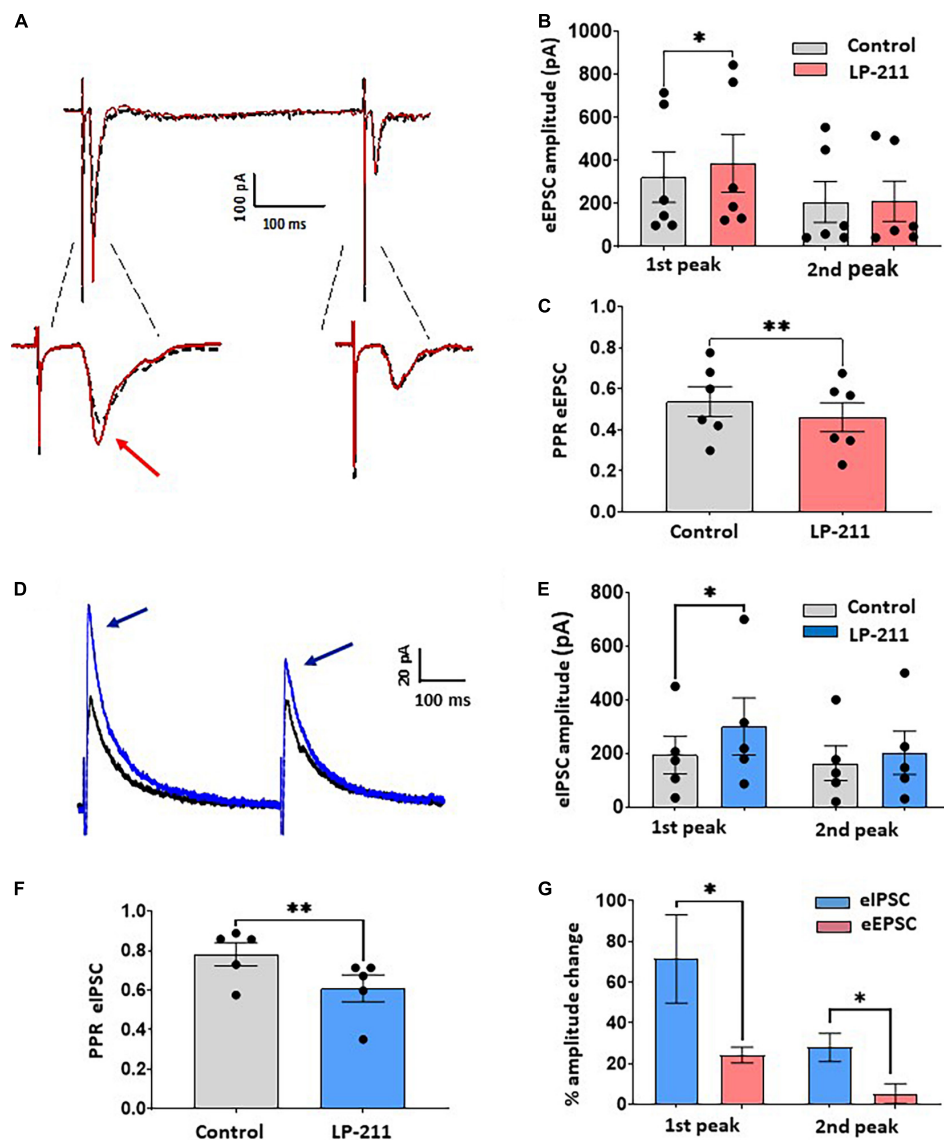 A
100 pA
100 ms
B
eEPSC amplitude (pA)
1000
800
600
400
200
0
*
Control
LP-211
1st peak
2nd peak
C
PPR eEPSC
1.0
0.8
0.6
0.4
0.2
0.0
**
Control
LP-211
D
20 pA
100 ms
E
eIPSC amplitude (pA)
800
600
400
200
0
*
Control
LP-211
1st peak
2nd peak
F
PPR eIPSC
1.0
0.8
0.6
0.4
0.2
0.0
**
Control
LP-211
G
% amplitude change
100
80
60
40
20
0
*
*
eIPSC
eEPSC
1st peak
2nd peak